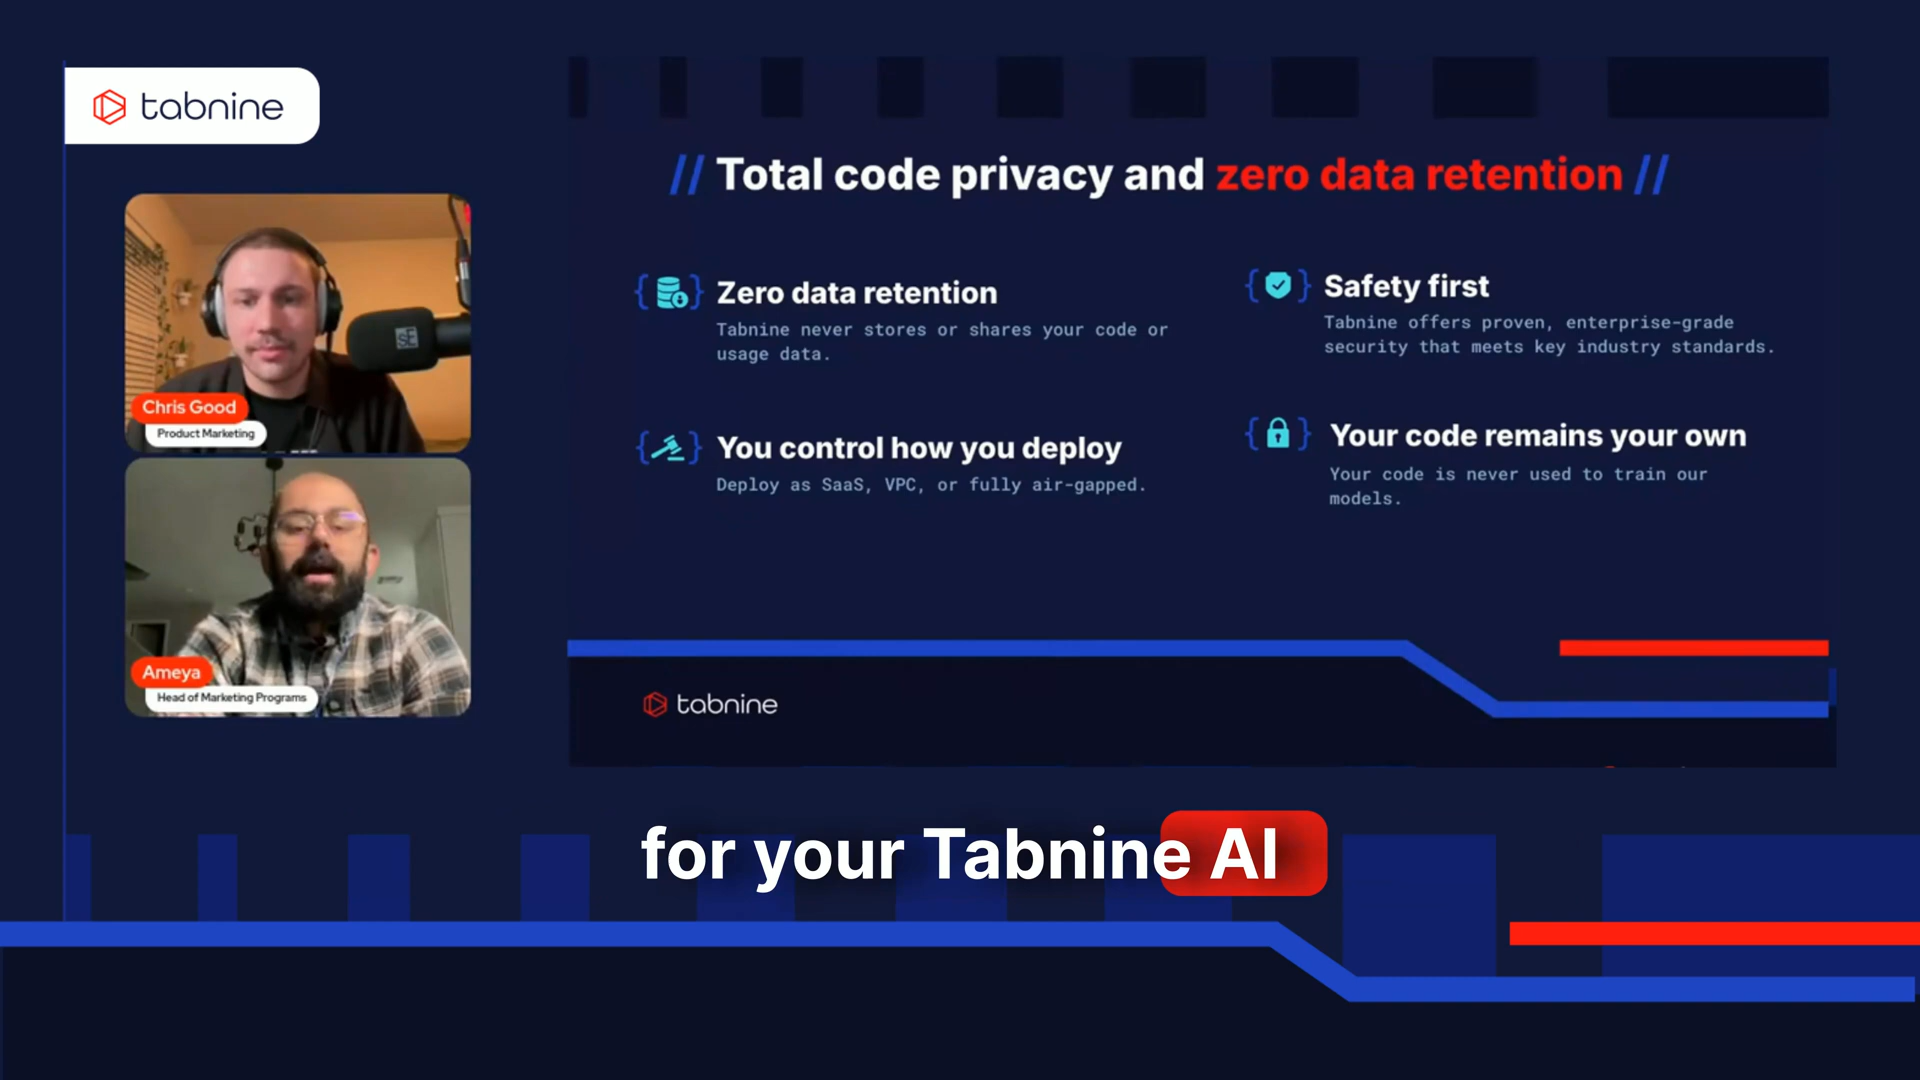 tabnine
// Total code privacy and zero data retention //
Zero data retention
Tabnine never stores or shares your code or
usage data.
Safety first
Tabnine offers proven, enterprise-grade
security that meets key industry standards.
You control how you deploy
Deploy as SaaS, VPC, or fully air-gapped.
Your code remains your own
Your code is never used to train our
models.
sE
Chris Good
Product Marketing
Ameya
Head of Marketing Programs
tabnine
for your Tabnine AI